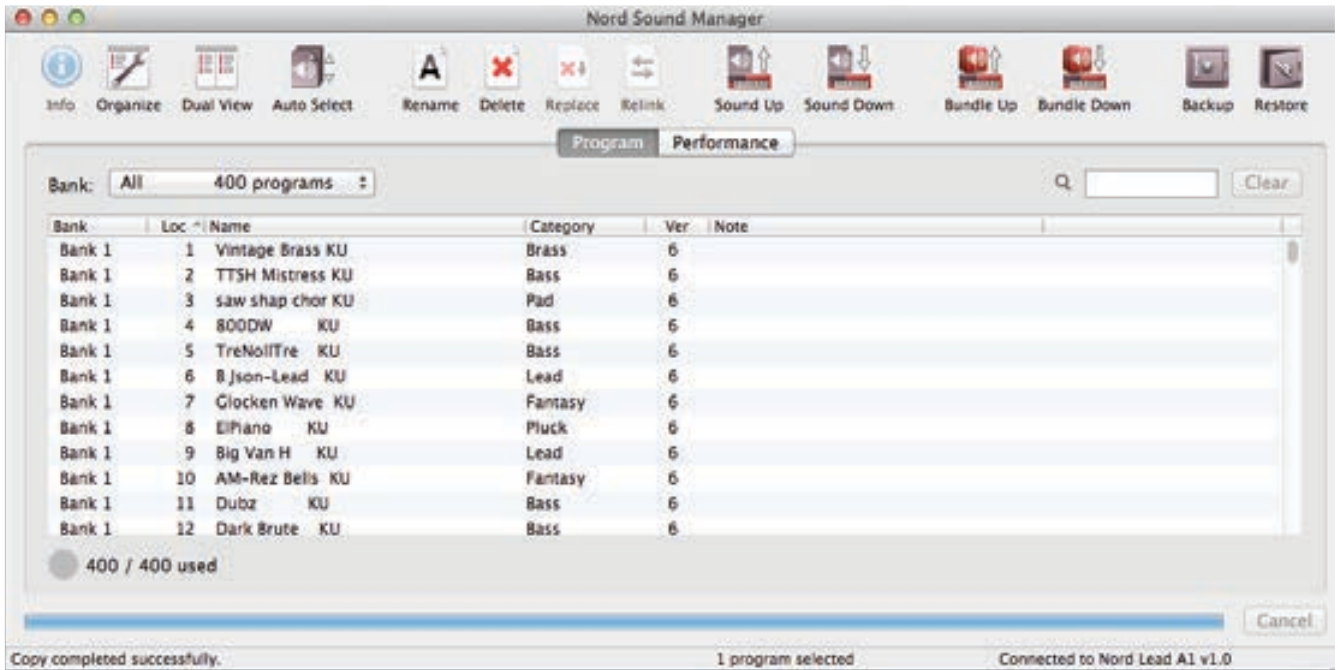 Nord Sound Manager
Info Organize Dual View Auto Select Rename Delete Replace Relink Sound Up Sound Down Bundle Up Bundle Down Backup Restore
Program Performance
Bank: All 400 programs Clear
Bank Loc Name Category Ver Note
Bank 1 1 Vintage Brass KU Brass 6
Bank 1 2 TTSH Mistress KU Bass 6
Bank 1 3 saw shap chor KU Pad 6
Bank 1 4 800DW KU Bass 6
Bank 1 5 TreNollTre KU Bass 6
Bank 1 6 B Json-Lead KU Lead 6
Bank 1 7 Glocken Wave KU Fantasy 6
Bank 1 8 ElPiano KU Pluck 6
Bank 1 9 Big Van H KU Lead 6
Bank 1 10 AM-Rez Bells KU Fantasy 6
Bank 1 11 Dubz KU Bass 6
Bank 1 12 Dark Brute KU Bass 6
400 / 400 used
Cancel
Copy completed successfully. 1 program selected Connected to Nord Lead A1 v1.0